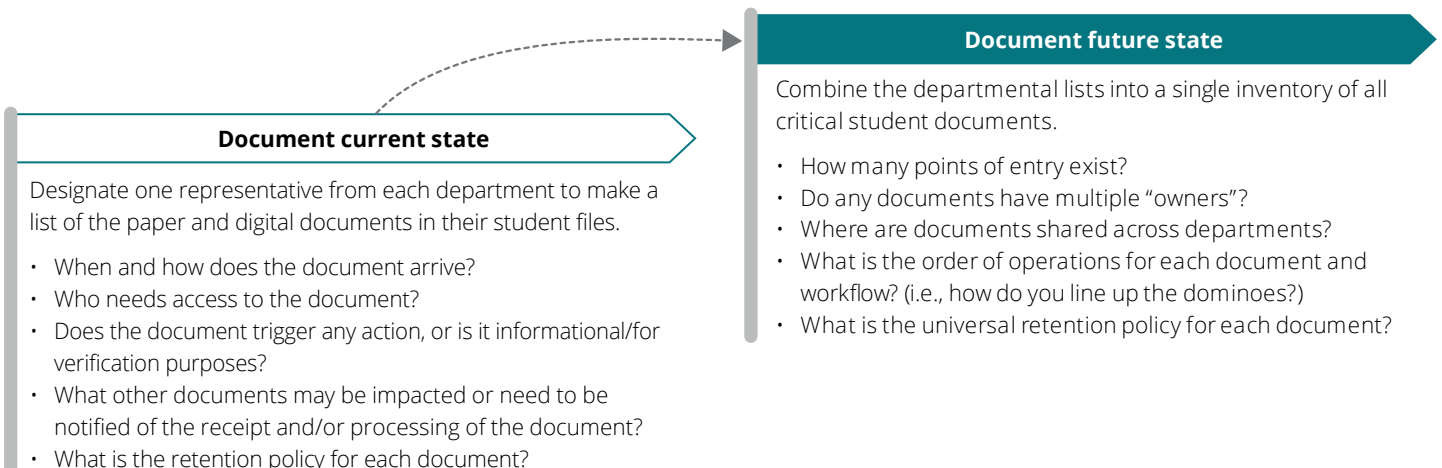 Document future state
Combine the departmental lists into a single inventory of all
critical student documents.
• How many points of entry exist?
• Do any documents have multiple “owners”?
• Where are documents shared across departments?
• What is the order of operations for each document and
workflow? (i.e., how do you line up the dominoes?)
• What is the universal retention policy for each document?
Document current state
Designate one representative from each department to make a
list of the paper and digital documents in their student files.
• When and how does the document arrive?
• Who needs access to the document?
• Does the document trigger any action, or is it informational/for
verification purposes?
• What other documents may be impacted or need to be
notified of the receipt and/or processing of the document?
• What is the retention policy for each document?